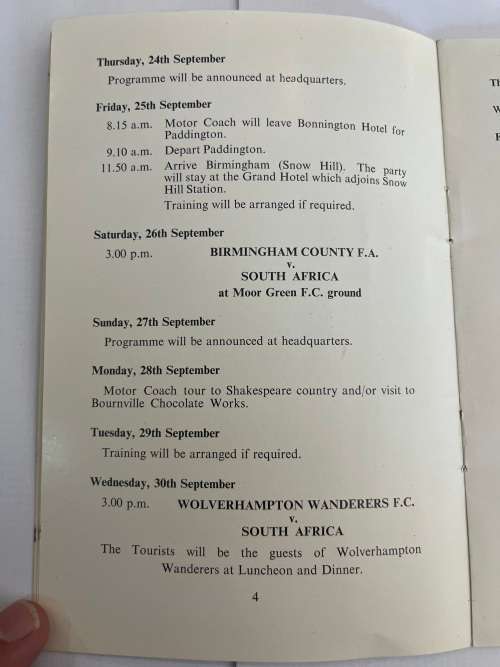 Thursday, 24th September
Programme will be announced at headquarters.
Friday, 25th September
8.15 a.m. Motor Coach will leave Bonnington Hotel for
Paddington.
9.10 a.m. Depart Paddington.
11.50 a.m. Arrive Birmingham (Snow Hill). The party
will stay at the Grand Hotel which adjoins Snow
Hill Station.
Training will be arranged if required.
Saturday, 26th September
3.00 p.m. BIRMINGHAM COUNTY F.A.
v.
SOUTH AFRICA
at Moor Green F.C. ground
Sunday, 27th September
Programme will be announced at headquarters.
Monday, 28th September
Motor Coach tour to Shakespeare country and/or visit to
Bournville Chocolate Works.
Tuesday, 29th September
Training will be arranged if required.
Wednesday, 30th September
3.00 p.m. WOLVERHAMPTON WANDERERS F.C.
v.
SOUTH AFRICA
The Tourists will be the guests of Wolverhampton
Wanderers at Luncheon and Dinner.
4